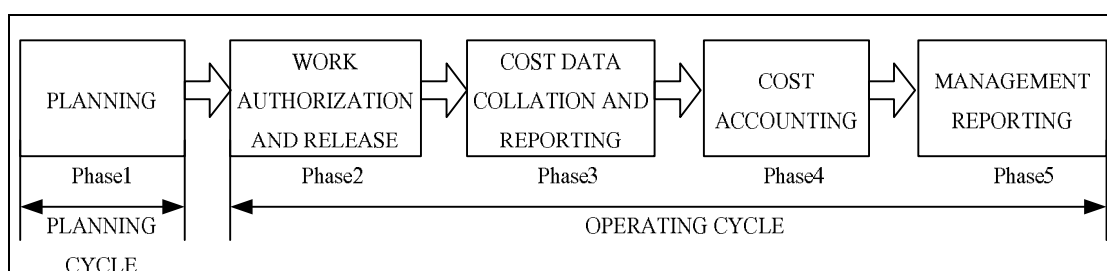 PLANNING
WORK
AUTHORIZATION
AND RELEASE
COST DATA
COLLATION AND
REPORTING
COST
ACCOUNTING
MANAGEMENT
REPORTING
Phase1
Phase2
Phase3
Phase4
Phase5
PLANNING
CYCLE
OPERATING CYCLE